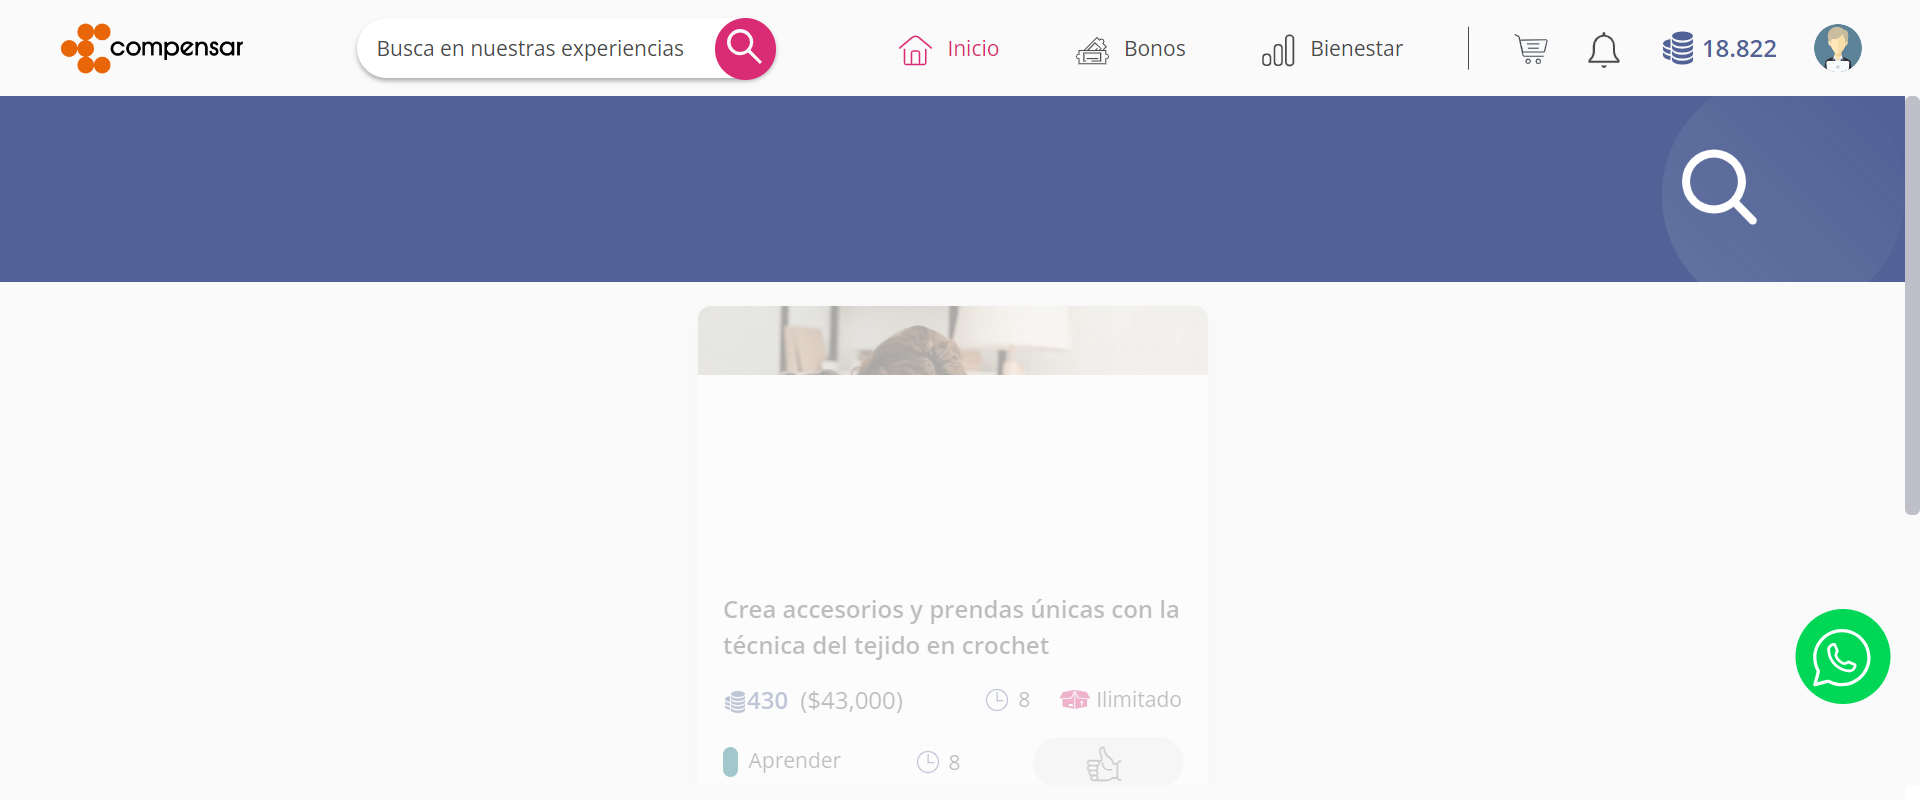 compensar
Busca en nuestras experiencias
Inicio
Bonos
Bienestar
18.822
Crea accesorios y prendas únicas con la
técnica del tejido en crochet
430 ($43,000)
8
Ilimitado
Aprender
8